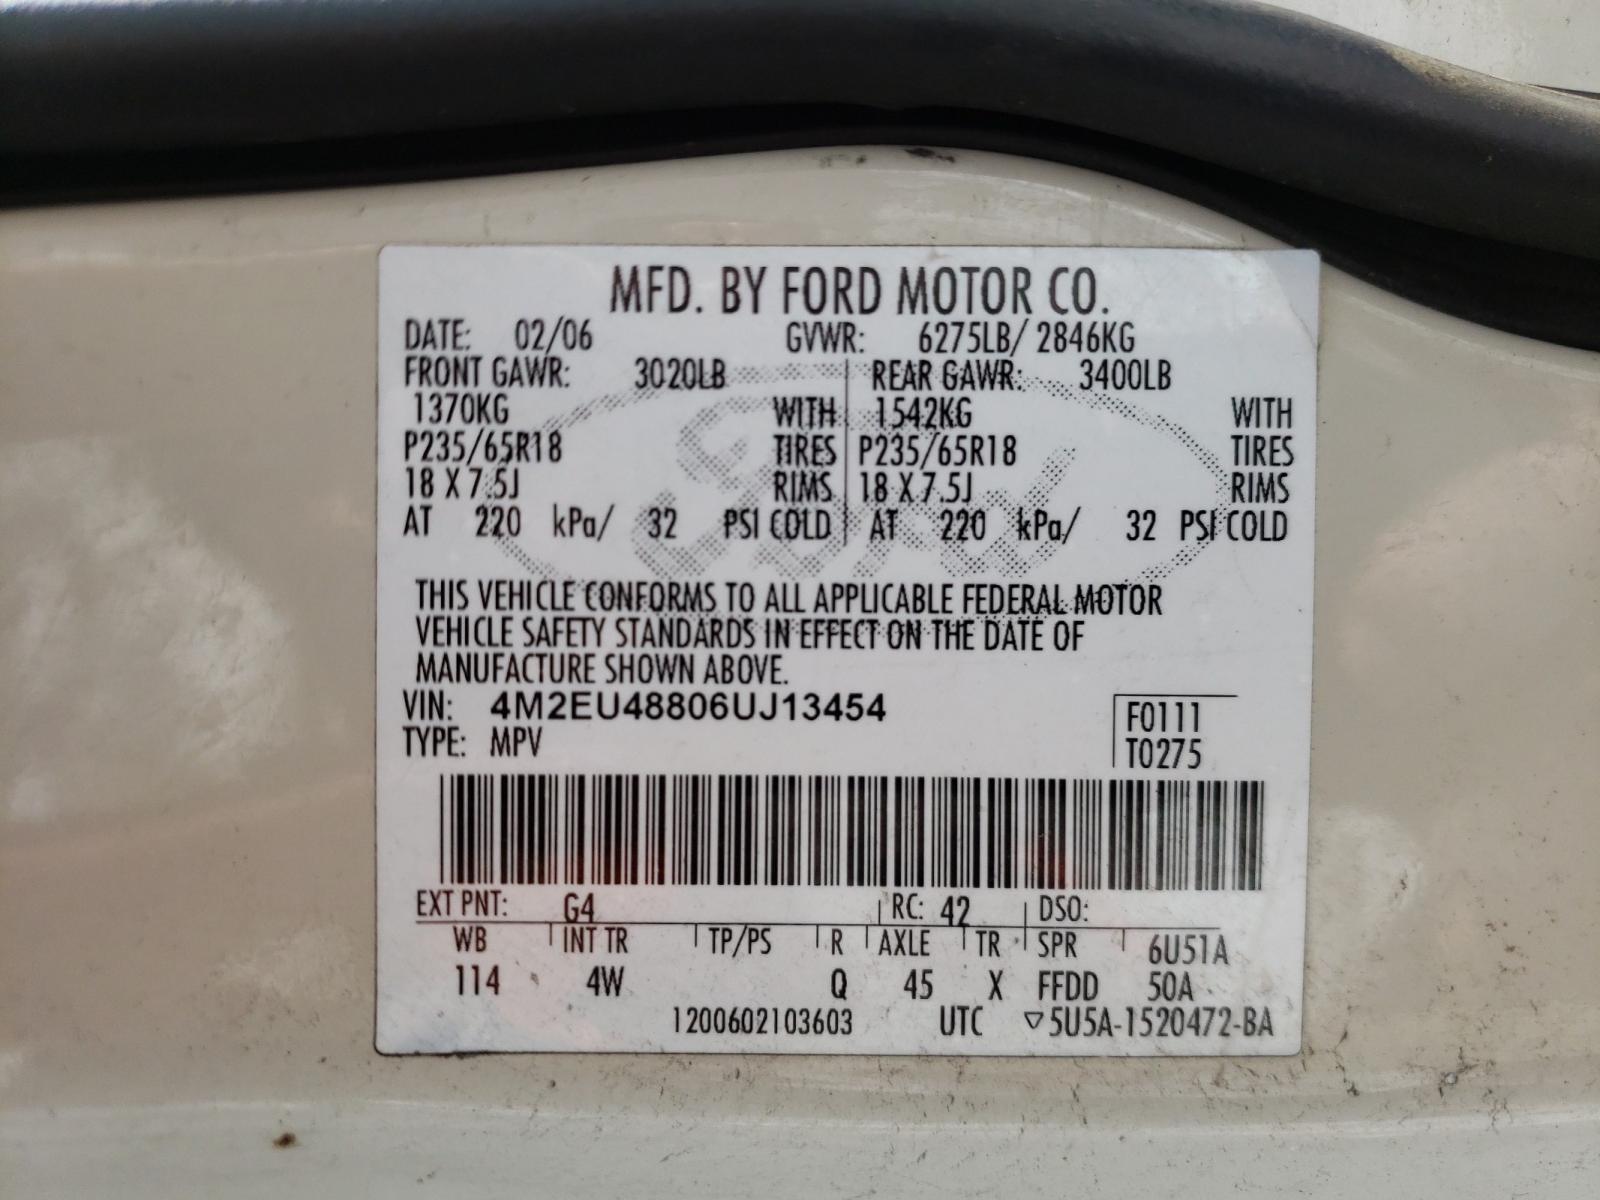 MFD. BY FORD MOTOR CO.
DATE: 02/06 GVWR: 6275LB/ 2846KG
FRONT GAWR: 3020LB REAR GAWR: 3400LB
1370KG WITH 1542KG WITH
P235/65R18 TIRES P235/65R18 TIRES
18 X 7.5J RIMS 18 X 7.5J RIMS
AT 220 kPa/ 32 PSI COLD AT 220 kPa/ 32 PSI COLD
Ford
THIS VEHICLE CONFORMS TO ALL APPLICABLE FEDERAL MOTOR
VEHICLE SAFETY STANDARDS IN EFFECT ON THE DATE OF
MANUFACTURE SHOWN ABOVE.
VIN: 4M2EU48806UJ13454 F0111
TYPE: MPV T0275
EXT PNT: G4 RC: 42 DSO:
WB INT TR TP/PS R AXLE TR SPR 6U51A
114 4W Q 45 X FFDD 50A
1200602103603 UTC ▽5U5A-1520472-BA